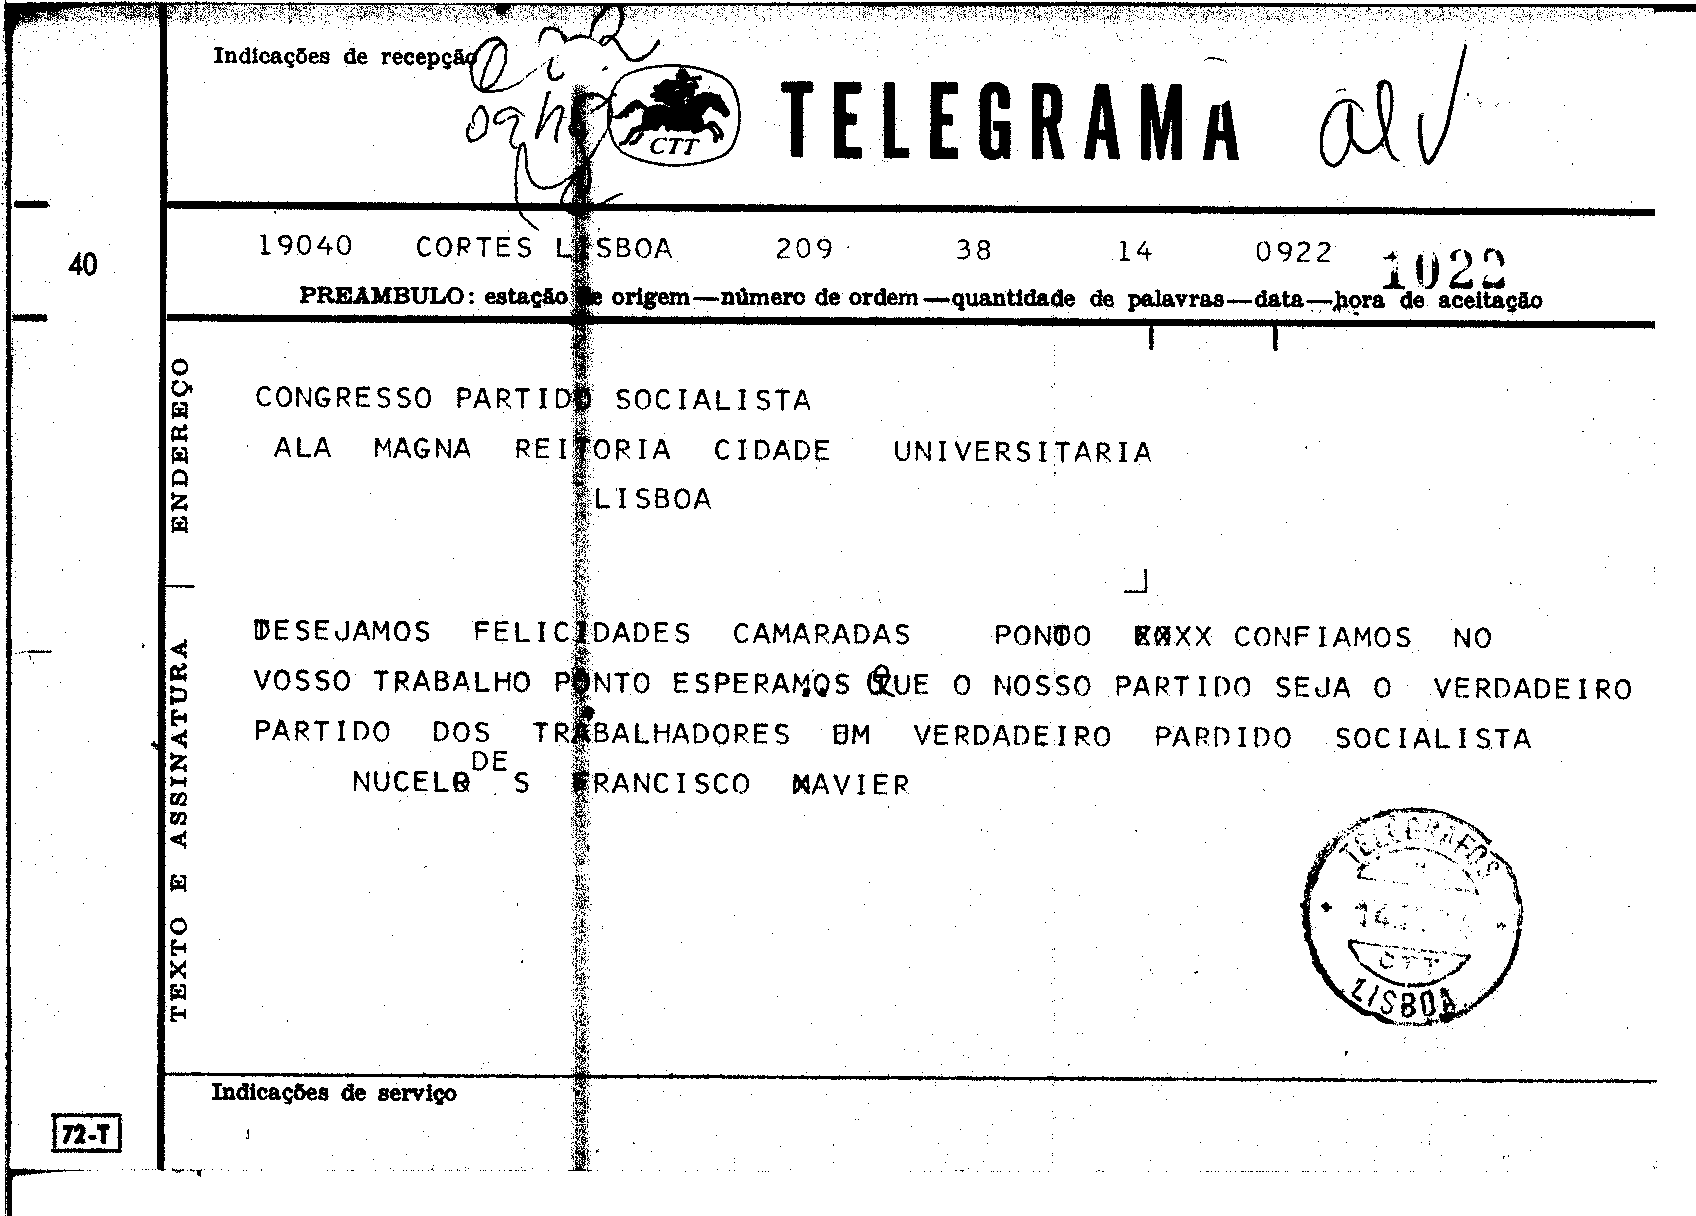 Indicações de recepção
CTT
TELEGRAMA
19040 CORTES LISBOA 209 38 14 0922 1022
40
PREAMBULO: estação de origem—número de ordem—quantidade de palavras—data—hora de aceitação
ENDEREÇO
CONGRESSO PARTIDO SOCIALISTA
ALA MAGNA REITORIA CIDADE UNIVERSITARIA
LISBOA
TEXTO E ASSINATURA
DESEJAMOS FELICIDADES CAMARADAS PONTO XXXX CONFIAMOS NO
VOSSO TRABALHO PONTO ESPERAMOS QUE O NOSSO PARTIDO SEJA O VERDADEIRO
PARTIDO DOS TRABALHADORES UM VERDADEIRO PARDIDO SOCIALISTA
NUCELO DE S FRANCISCO XAVIER
TELEGRAFOS
CTT
LISBOA
Indicações de serviço
72-T